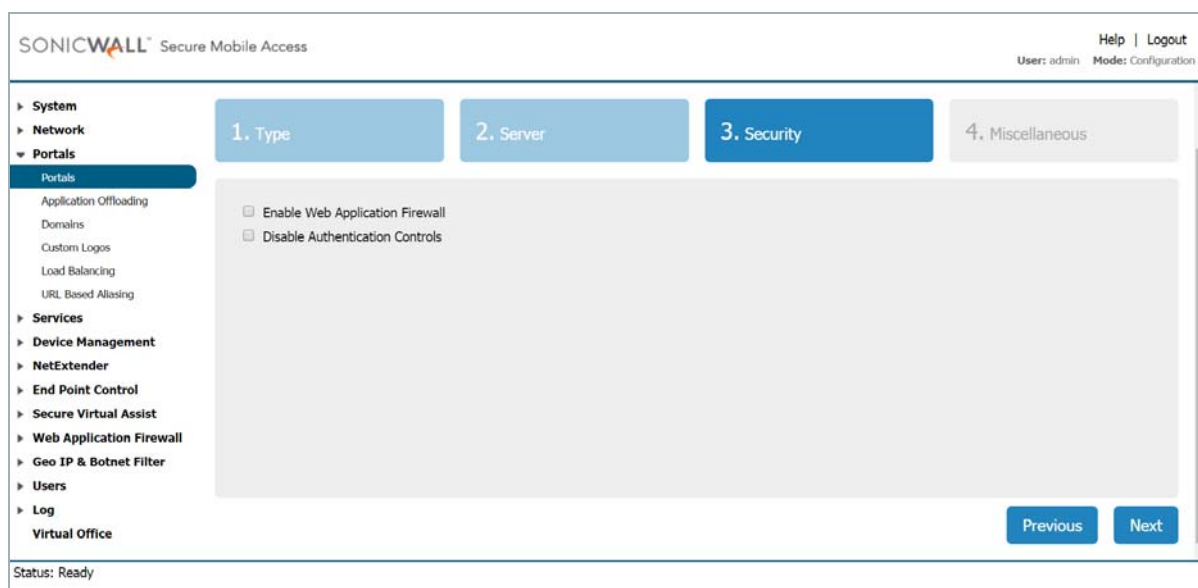 SONICWALL™ Secure Mobile Access
Help | Logout
User: admin Mode: Configuration
System
Network
Portals
Portals
Application Offloading
Domains
Custom Logos
Load Balancing
URL Based Aliasing
Services
Device Management
NetExtender
End Point Control
Secure Virtual Assist
Web Application Firewall
Geo IP & Botnet Filter
Users
Log
Virtual Office
1. Type
2. Server
3. Security
4. Miscellaneous
Enable Web Application Firewall
Disable Authentication Controls
Previous
Next
Status: Ready